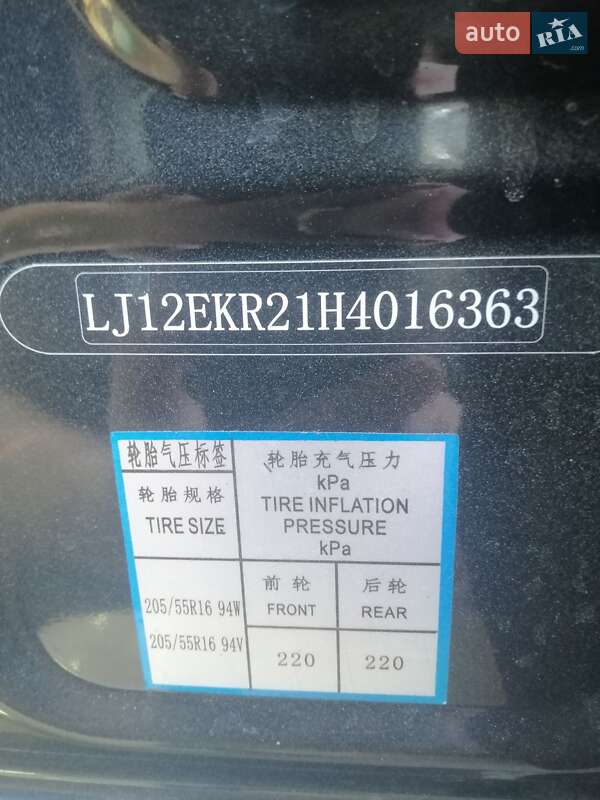 auto RIA.com
LJ12EKR21H4016363
轮胎气压标签
轮胎规格
TIRE SIZE
轮胎充气压力
kPa
TIRE INFLATION
PRESSURE
kPa
前轮
FRONT
后轮
REAR
205/55R16 94W
205/55R16 94V
220
220